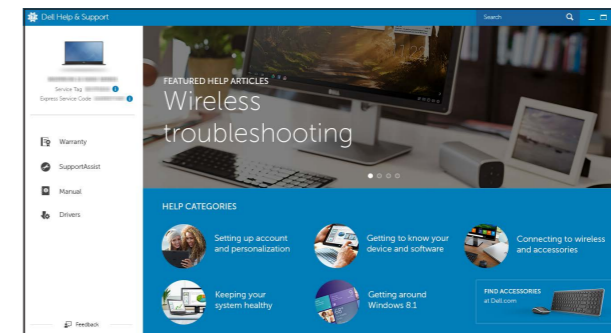 Dell Help & Support
Search
Service Tag:
Express Service Code:
Warranty
SupportAssist
Manual
Drivers
Feedback
FEATURED HELP ARTICLES
Wireless
troubleshooting
HELP CATEGORIES
Setting up account
and personalization
Getting to know your
device and software
Connecting to wireless
and accessories
Keeping your
system healthy
Getting around
Windows 8.1
FIND ACCESSORIES
at Dell.com